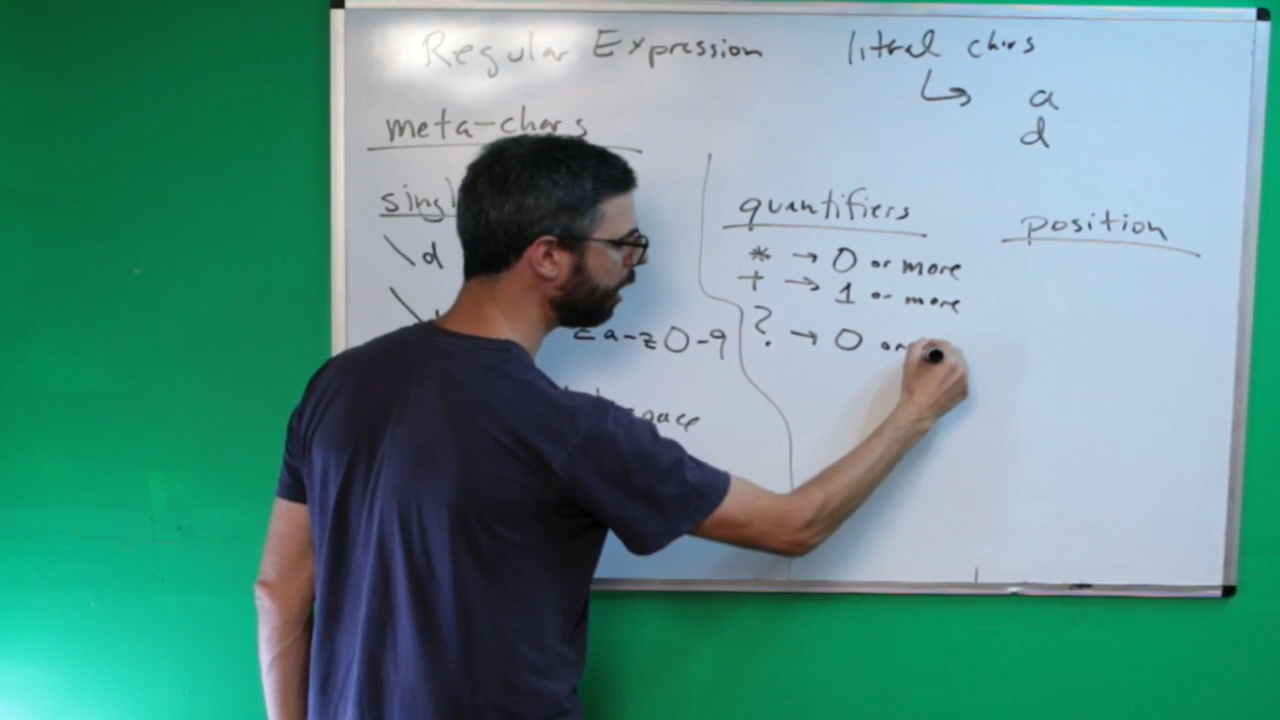 Regular Expression
literal chars
a
d
meta-chars
singl
\d
a-z0-9
space
quantifiers
* → 0 or more
+ → 1 or more
? → 0 or
position